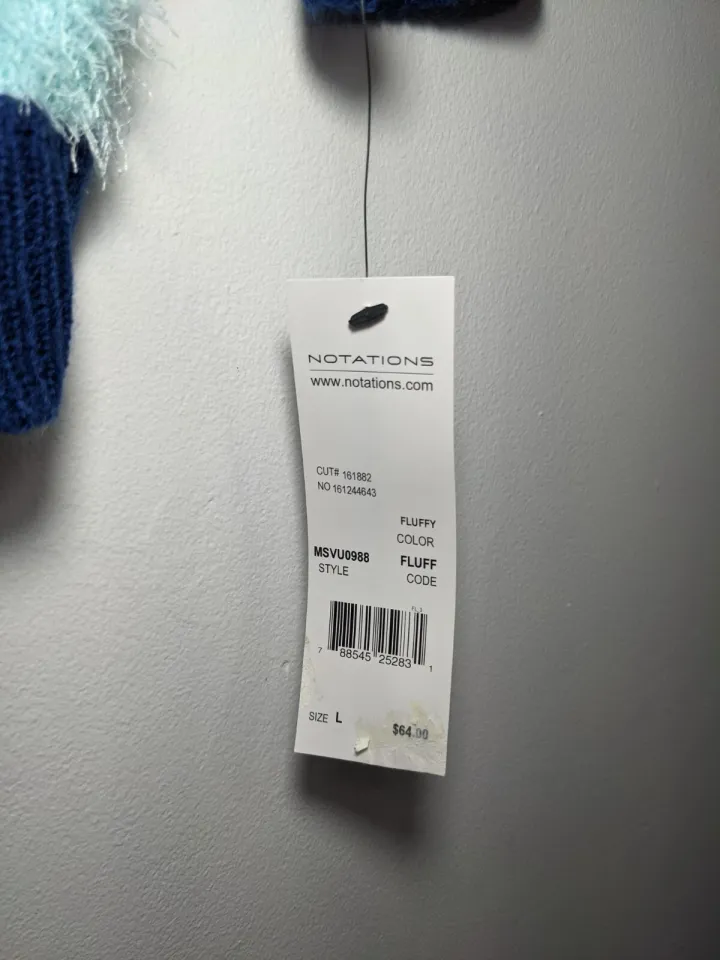 NOTATIONS
www.notations.com
CUT# 161882
NO 161244643
FLUFFY
COLOR
MSVU0988 FLUFF
STYLE CODE
7 88545 25283 1
SIZE L
$64.00